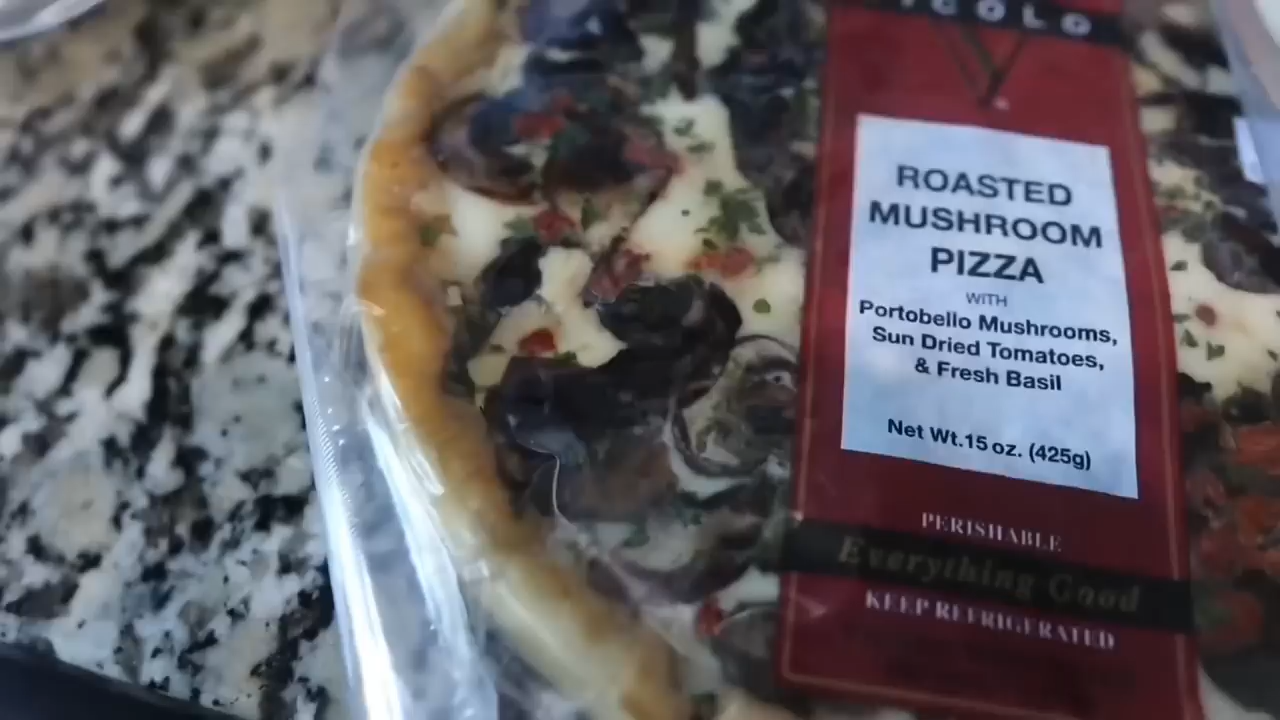 ICOLO
ROASTED
MUSHROOM
PIZZA
WITH
Portobello Mushrooms,
Sun Dried Tomatoes,
& Fresh Basil
Net Wt.15 oz. (425g)
PERISHABLE
Everything Good
KEEP REFRIGERATED